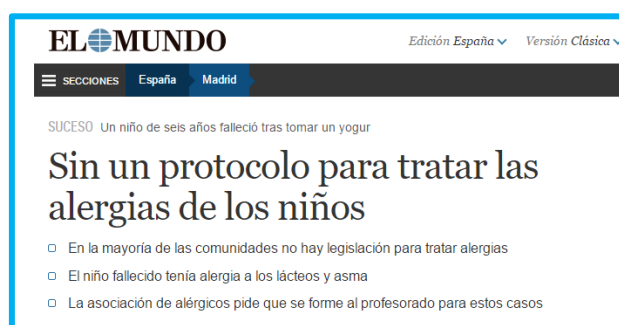 EL MUNDO
Edición España Versión Clásica
SECCIONES España Madrid
SUCESO Un niño de seis años falleció tras tomar un yogur
Sin un protocolo para tratar las
alergias de los niños
En la mayoría de las comunidades no hay legislación para tratar alergias
El niño fallecido tenía alergia a los lácteos y asma
La asociación de alérgicos pide que se forme al profesorado para estos casos